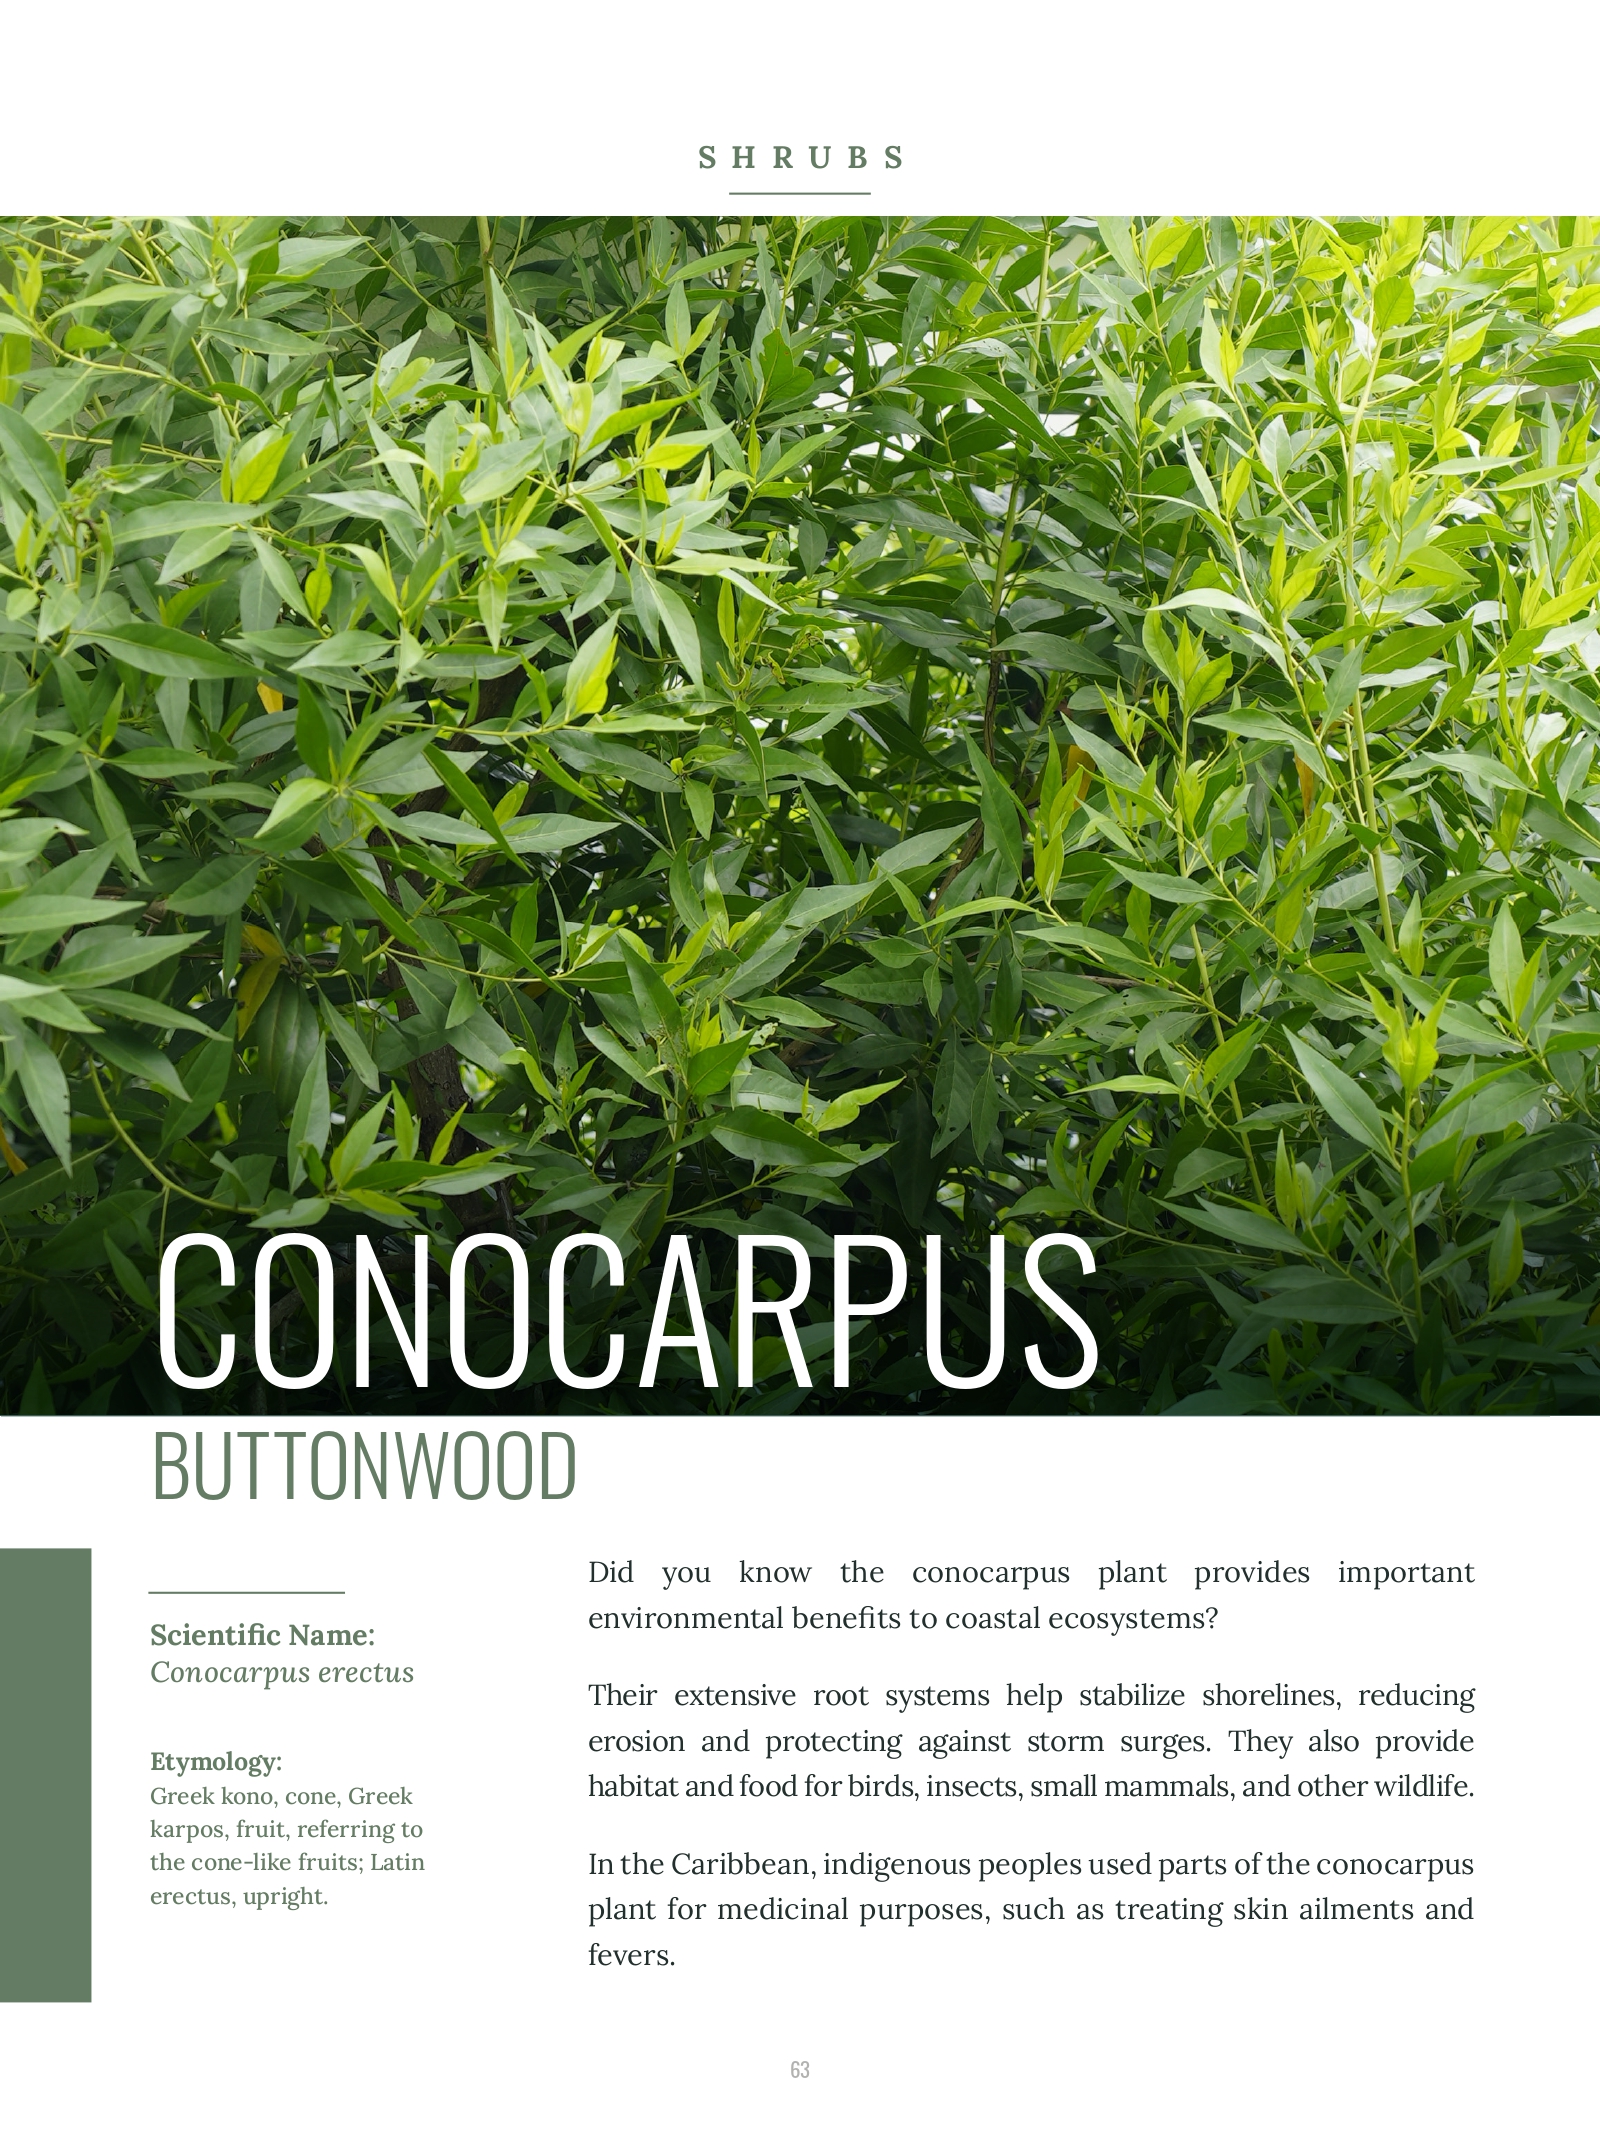 SHRUBS
CONOCARPUS
BUTTONWOOD
Scientific Name:
Conocarpus erectus
Etymology:
Greek kono, cone, Greek
karpos, fruit, referring to
the cone-like fruits; Latin
erectus, upright.
Did you know the conocarpus plant provides important
environmental benefits to coastal ecosystems?
Their extensive root systems help stabilize shorelines, reducing
erosion and protecting against storm surges. They also provide
habitat and food for birds, insects, small mammals, and other wildlife.
In the Caribbean, indigenous peoples used parts of the conocarpus
plant for medicinal purposes, such as treating skin ailments and
fevers.
63